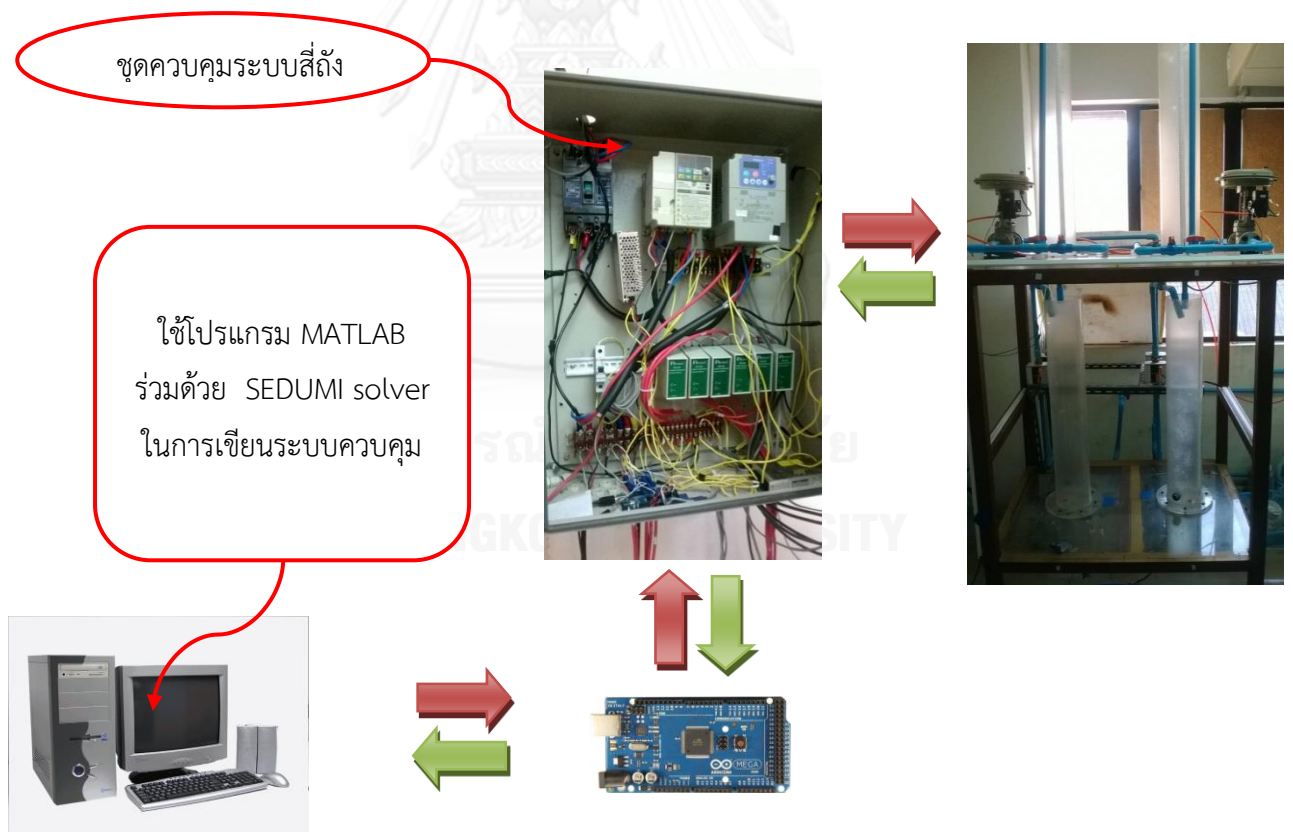 ชุดควบคุมระบบสี่ถัง
ใช้โปรแกรม MATLAB
ร่วมด้วย SEDUMI solver
ในการเขียนระบบควบคุม
MEGA
ARDUINO